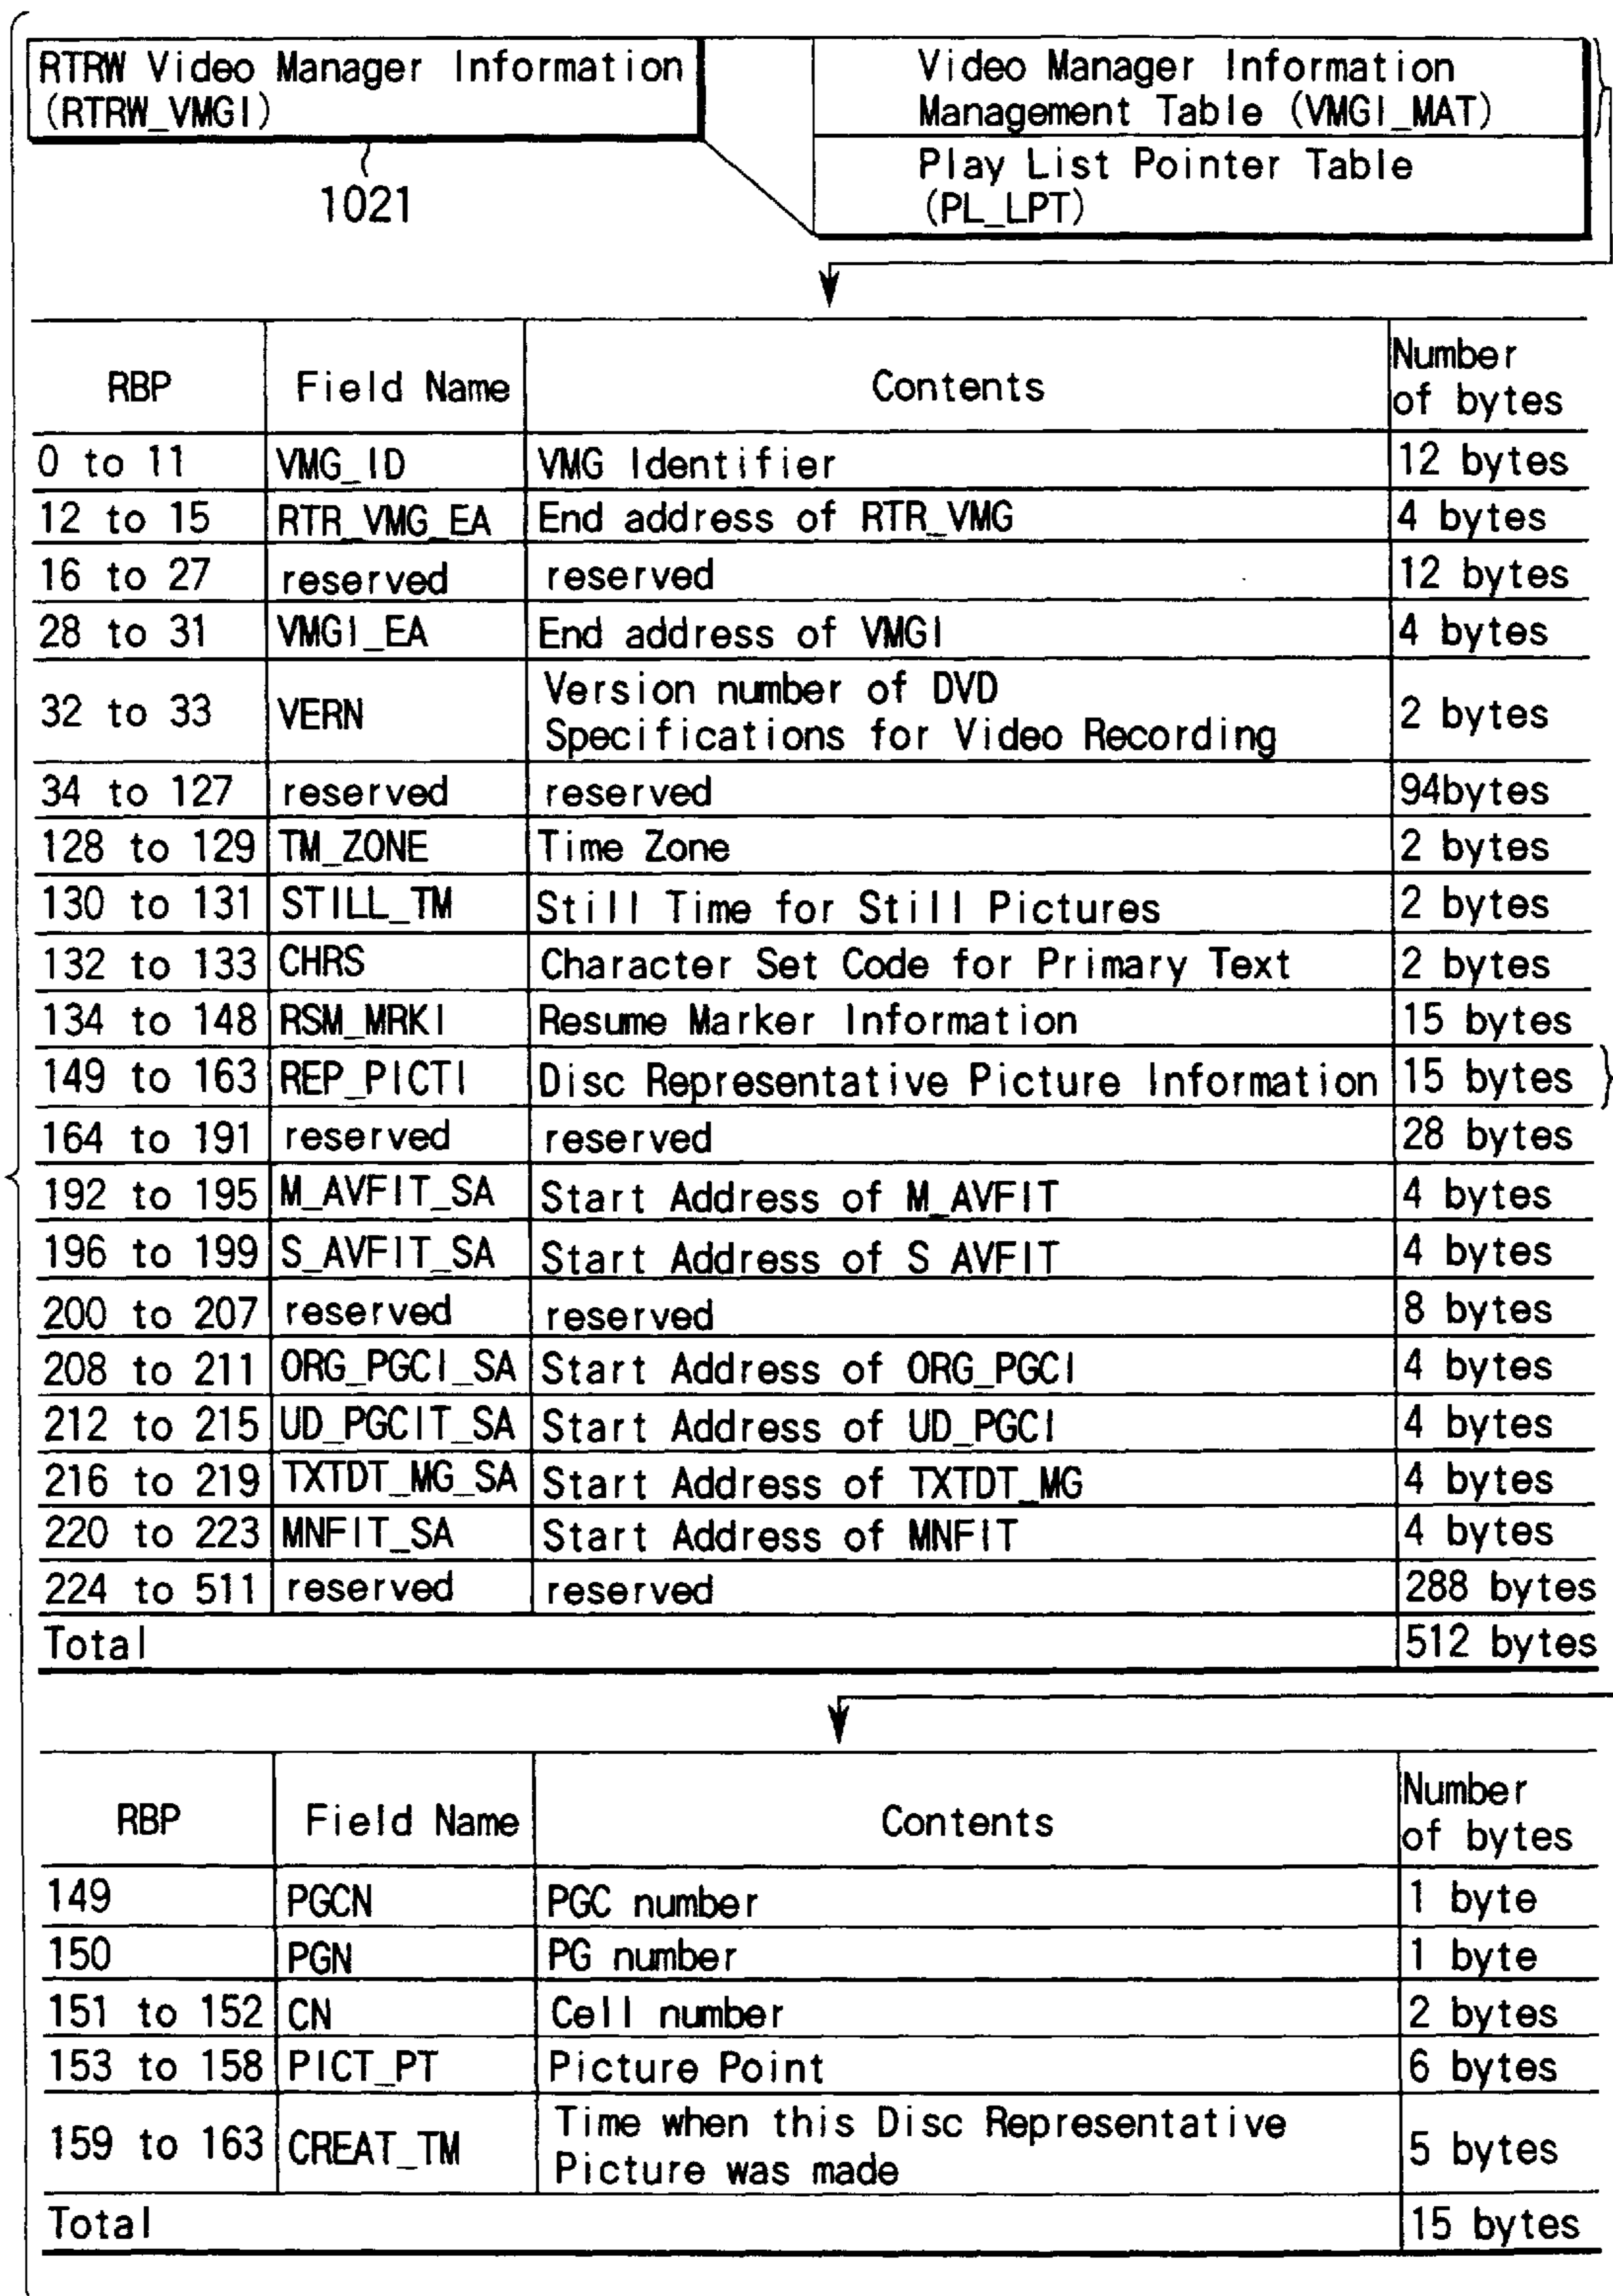 RTRW Video Manager Information
(RTRW_VMGI)
1021
Video Manager Information
Management Table (VMGI_MAT)
Play List Pointer Table
(PL_LPT)
RBP Field Name Contents Number of bytes
0 to 11 VMG_ID VMG Identifier 12 bytes
12 to 15 RTR_VMG_EA End address of RTR_VMG 4 bytes
16 to 27 reserved reserved 12 bytes
28 to 31 VMGI_EA End address of VMGI 4 bytes
32 to 33 VERN Version number of DVD
Specifications for Video Recording 2 bytes
34 to 127 reserved reserved 94bytes
128 to 129 TM_ZONE Time Zone 2 bytes
130 to 131 STILL_TM Still Time for Still Pictures 2 bytes
132 to 133 CHRS Character Set Code for Primary Text 2 bytes
134 to 148 RSM_MRKI Resume Marker Information 15 bytes
149 to 163 REP_PICTI Disc Representative Picture Information 15 bytes
164 to 191 reserved reserved 28 bytes
192 to 195 M_AVFIT_SA Start Address of M_AVFIT 4 bytes
196 to 199 S_AVFIT_SA Start Address of S AVFIT 4 bytes
200 to 207 reserved reserved 8 bytes
208 to 211 ORG_PGCI_SA Start Address of ORG_PGCI 4 bytes
212 to 215 UD_PGCIT_SA Start Address of UD_PGCI 4 bytes
216 to 219 TXTDT_MG_SA Start Address of TXTDT_MG 4 bytes
220 to 223 MNFIT_SA Start Address of MNFIT 4 bytes
224 to 511 reserved reserved 288 bytes
Total 512 bytes
RBP Field Name Contents Number of bytes
149 PGCN PGC number 1 byte
150 PGN PG number 1 byte
151 to 152 CN Cell number 2 bytes
153 to 158 PICT_PT Picture Point 6 bytes
159 to 163 CREAT_TM Time when this Disc Representative
Picture was made 5 bytes
Total 15 bytes